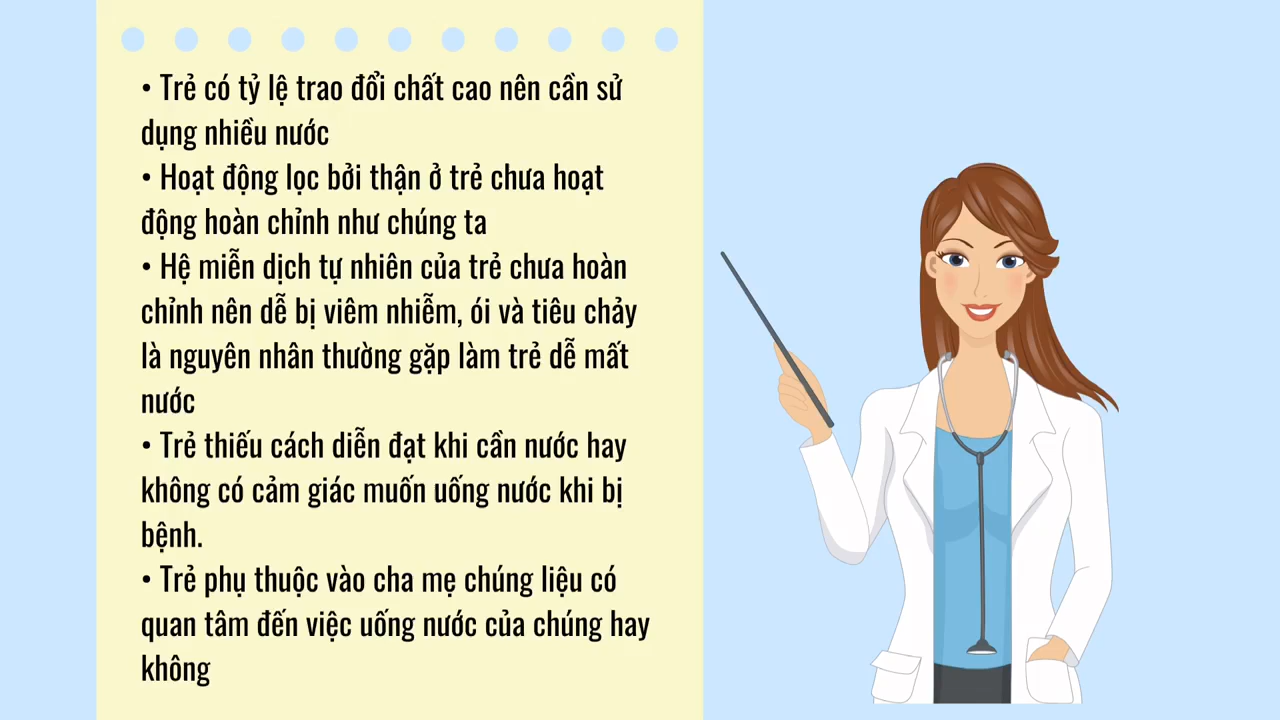 • Trẻ có tỷ lệ trao đổi chất cao nên cần sử
dụng nhiều nước
• Hoạt động lọc bởi thận ở trẻ chưa hoạt
động hoàn chỉnh như chúng ta
• Hệ miễn dịch tự nhiên của trẻ chưa hoàn
chỉnh nên dễ bị viêm nhiễm, ói và tiêu chảy
là nguyên nhân thường gặp làm trẻ dễ mất
nước
• Trẻ thiếu cách diễn đạt khi cần nước hay
không có cảm giác muốn uống nước khi bị
bệnh.
• Trẻ phụ thuộc vào cha mẹ chúng liệu có
quan tâm đến việc uống nước của chúng hay
không